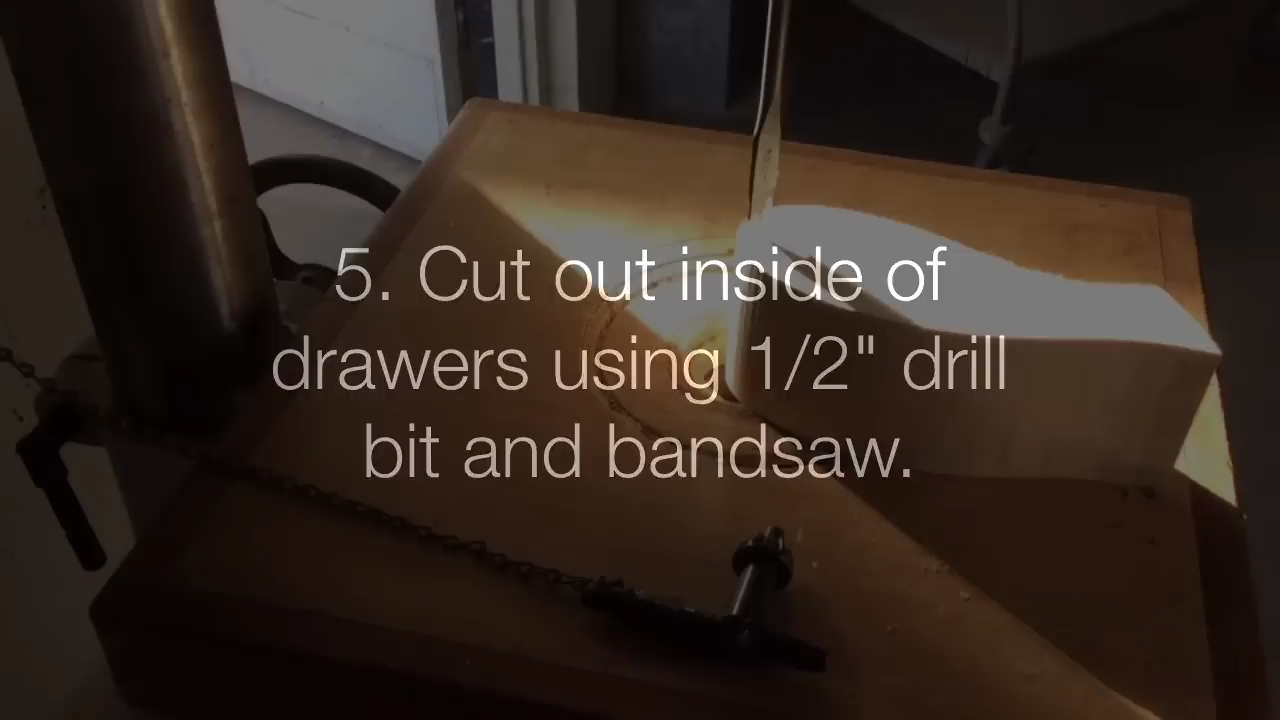 5. Cut out inside of
drawers using 1/2" drill
bit and bandsaw.